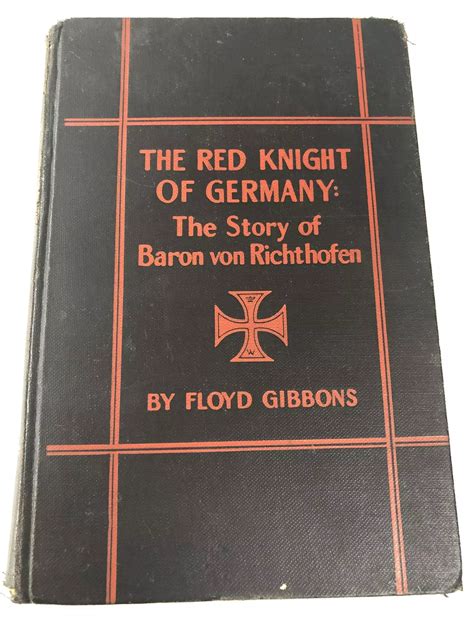 THE RED KNIGHT
OF GERMANY:
The Story of
Baron von Richthofen
W
BY FLOYD GIBBONS